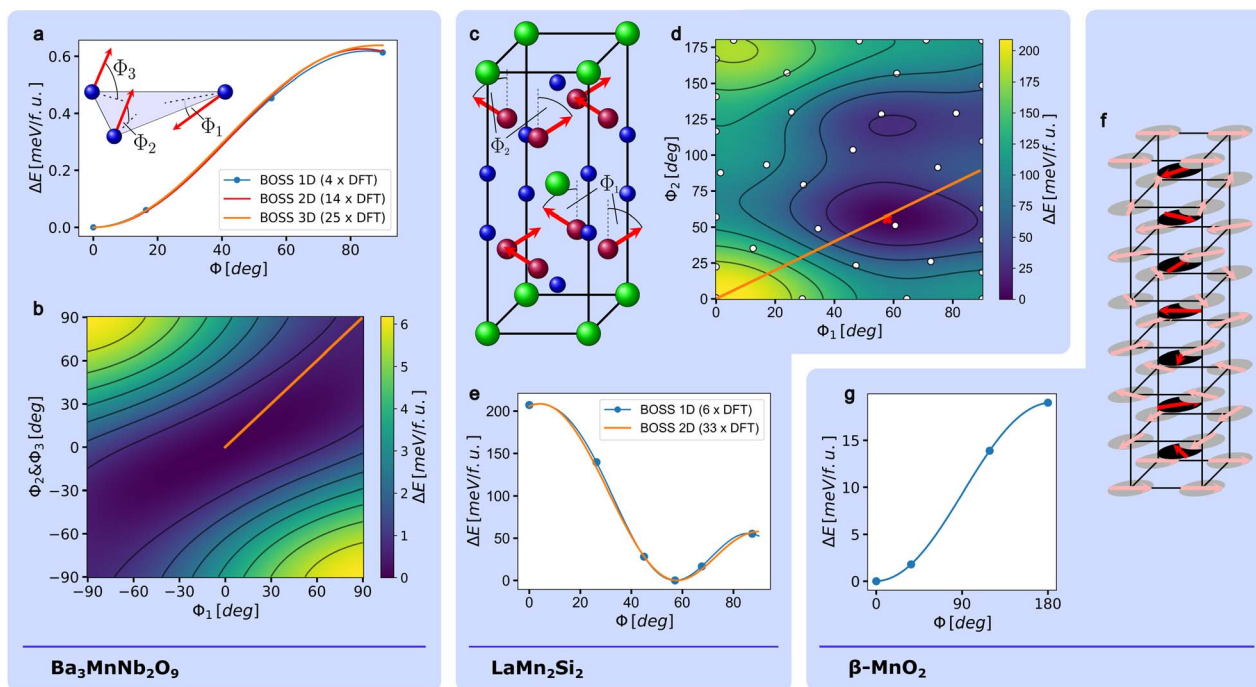 a
0.6
0.4
0.2
0.0
ΔE [meV/f. u.]
Φ₃
Φ₂
Φ₁
BOSS 1D (4 x DFT)
BOSS 2D (14 x DFT)
BOSS 3D (25 x DFT)
0 20 40 60 80
Φ [deg]
b
90
60
30
0
−30
−60
−90
Φ₂&Φ₃ [deg]
−90 −60 −30 0 30 60 90
Φ₁ [deg]
6
5
4
3
2
1
0
ΔE [meV/f. u.]
Ba₃MnNb₂O₉
c
Φ₂
Φ₁
d
175
150
125
100
75
50
25
0
Φ₂ [deg]
0 20 40 60 80
Φ₁ [deg]
200
175
150
125
100
75
50
25
0
ΔE [meV/f. u.]
e
200
150
100
50
0
ΔE [meV/f. u.]
BOSS 1D (6 x DFT)
BOSS 2D (33 x DFT)
0 20 40 60 80
Φ [deg]
LaMn₂Si₂
f
g
15
10
5
0
ΔE [meV/f. u.]
0 90 180
Φ [deg]
β-MnO₂